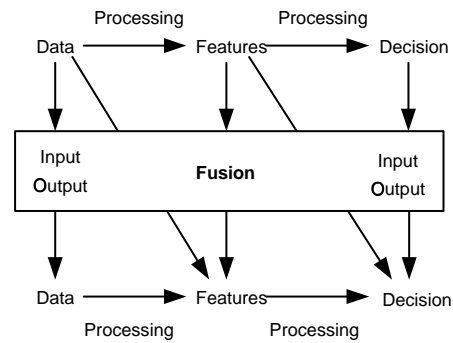 Processing Processing
Data Features Decision
Input Input
Fusion
Output Output
Data Features Decision
Processing Processing